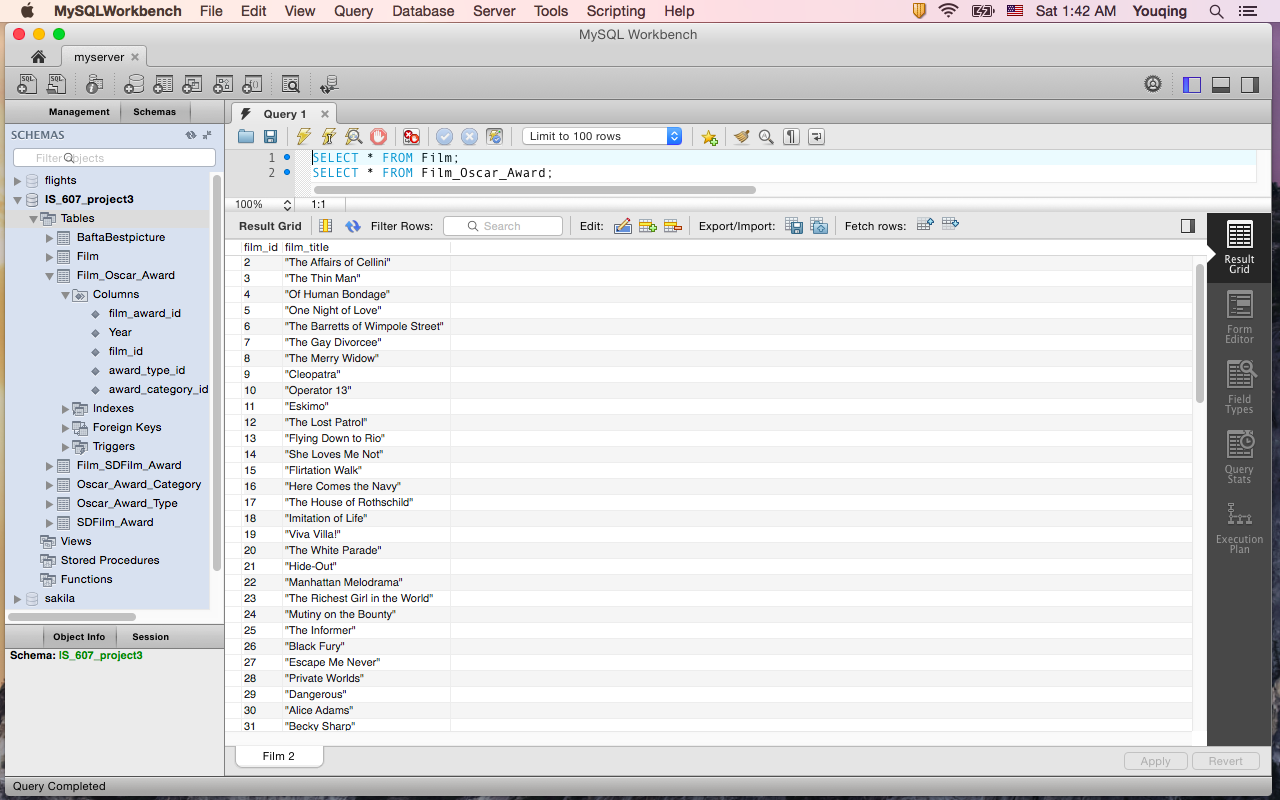 MySQLWorkbench File Edit View Query Database Server Tools Scripting Help Sat 1:42 AM Youqing
MySQL Workbench
myserver
Management Schemas
SCHEMAS
Filter objects
flights
IS_607_project3
Tables
BaftaBestpicture
Film
Film_Oscar_Award
Columns
film_award_id
Year
film_id
award_type_id
award_category_id
Indexes
Foreign Keys
Triggers
Film_SDFilm_Award
Oscar_Award_Category
Oscar_Award_Type
SDFilm_Award
Views
Stored Procedures
Functions
sakila
Object Info Session
Schema: IS_607_project3
Query 1
Limit to 100 rows
1 SELECT * FROM Film;
2 SELECT * FROM Film_Oscar_Award;
100% 1:1
Result Grid Filter Rows: Search Edit: Export/Import: Fetch rows:
film_id film_title
2 "The Affairs of Cellini"
3 "The Thin Man"
4 "Of Human Bondage"
5 "One Night of Love"
6 "The Barretts of Wimpole Street"
7 "The Gay Divorcee"
8 "The Merry Widow"
9 "Cleopatra"
10 "Operator 13"
11 "Eskimo"
12 "The Lost Patrol"
13 "Flying Down to Rio"
14 "She Loves Me Not"
15 "Flirtation Walk"
16 "Here Comes the Navy"
17 "The House of Rothschild"
18 "Imitation of Life"
19 "Viva Villa!"
20 "The White Parade"
21 "Hide-Out"
22 "Manhattan Melodrama"
23 "The Richest Girl in the World"
24 "Mutiny on the Bounty"
25 "The Informer"
26 "Black Fury"
27 "Escape Me Never"
28 "Private Worlds"
29 "Dangerous"
30 "Alice Adams"
31 "Becky Sharp"
Result
Grid
Form
Editor
Field
Types
Query
Stats
Execution
Plan
Film 2
Apply Revert
Query Completed